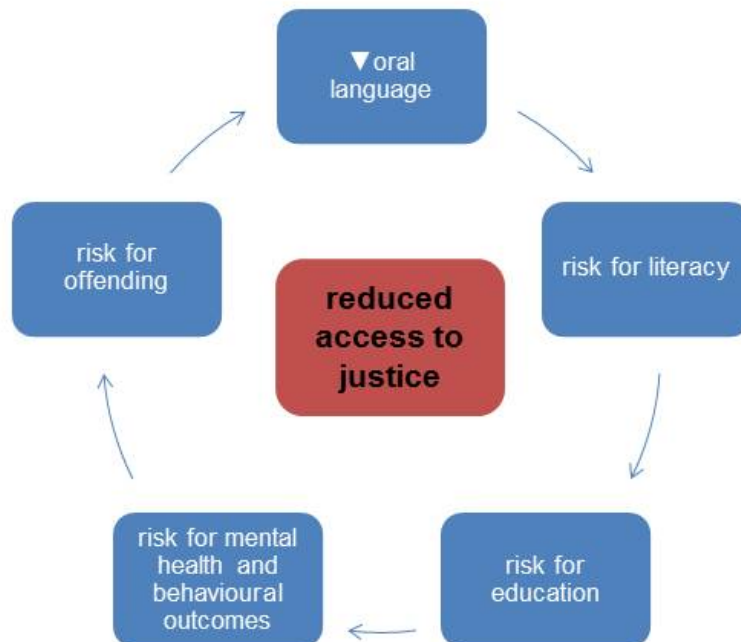 ▼oral
language
risk for literacy
risk for
education
risk for mental
health and
behavioural
outcomes
risk for
offending
reduced
access to
justice